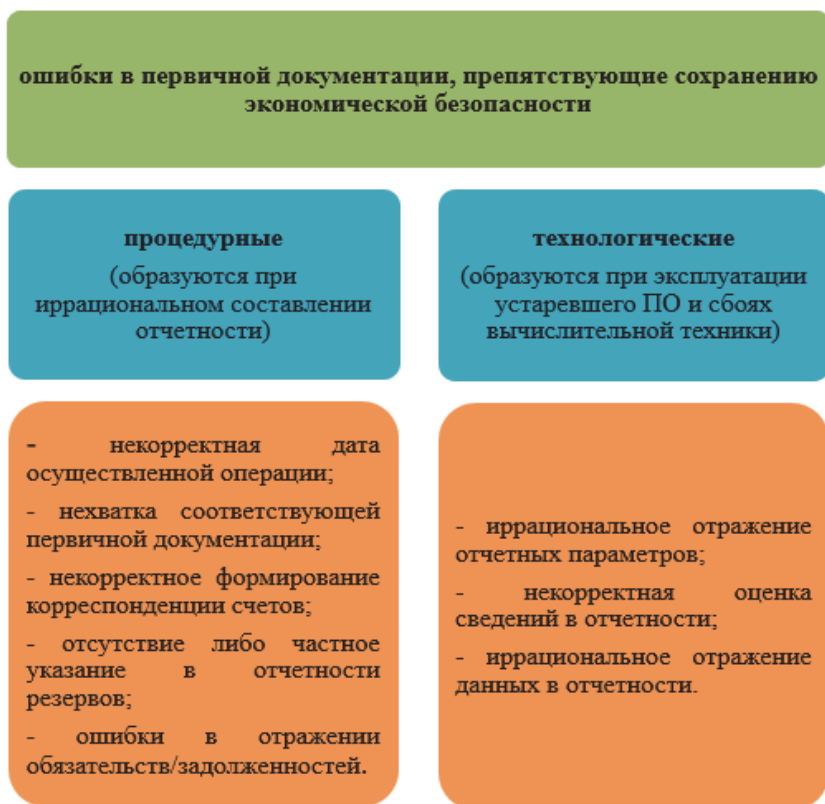 ошибки в первичной документации, препятствующие сохранению
экономической безопасности
процедурные
(образуются при
иррациональном составлении
отчетности)
технологические
(образуются при эксплуатации
устаревшего ПО и сбоях
вычислительной техники)
- некорректная дата
осуществленной операции;
- нехватка соответствующей
первичной документации;
- некорректное формирование
корреспонденции счетов;
- отсутствие либо частное
указание в отчетности
резервов;
- ошибки в отражении
обязательств/задолженностей.
- иррациональное отражение
отчетных параметров;
- некорректная оценка
сведений в отчетности;
- иррациональное отражение
данных в отчетности.